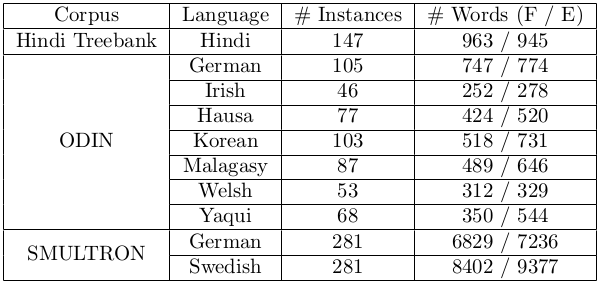 Corpus Language # Instances # Words (F / E)
Hindi Treebank Hindi 147 963 / 945
ODIN German 105 747 / 774
Irish 46 252 / 278
Hausa 77 424 / 520
Korean 103 518 / 731
Malagasy 87 489 / 646
Welsh 53 312 / 329
Yaqui 68 350 / 544
SMULTRON German 281 6829 / 7236
Swedish 281 8402 / 9377